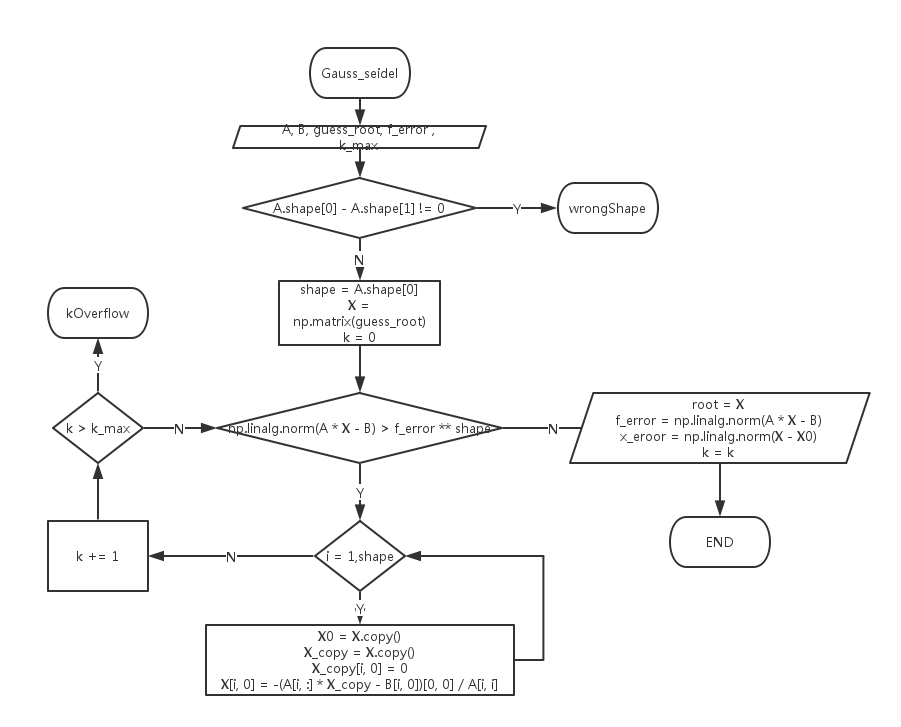 Gauss_seidel
A, B, guess_root, f_error ,
k_max
A.shape[0] - A.shape[1] != 0
Y
wrongShape
N
shape = A.shape[0]
X =
np.matrix(guess_root)
k = 0
kOverflow
Y
k > k_max
N
np.linalg.norm(A * X - B) > f_error ** shape
N
root = X
f_error = np.linalg.norm(A * X - B)
x_eroor = np.linalg.norm(X - X0)
k = k
Y
END
k += 1
N
i = 1,shape
Y
X0 = X.copy()
X_copy = X.copy()
X_copy[i, 0] = 0
X[i, 0] = -(A[i, :] * X_copy - B[i, 0])[0, 0] / A[i, i]